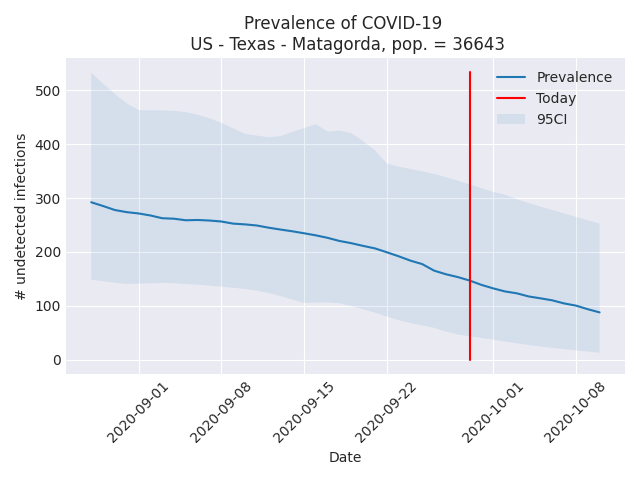 Prevalence of COVID-19
US - Texas - Matagorda, pop. = 36643
Prevalence
Today
95CI
# undetected infections
500
400
300
200
100
0
2020-09-01
2020-09-08
2020-09-15
2020-09-22
2020-10-01
2020-10-08
Date